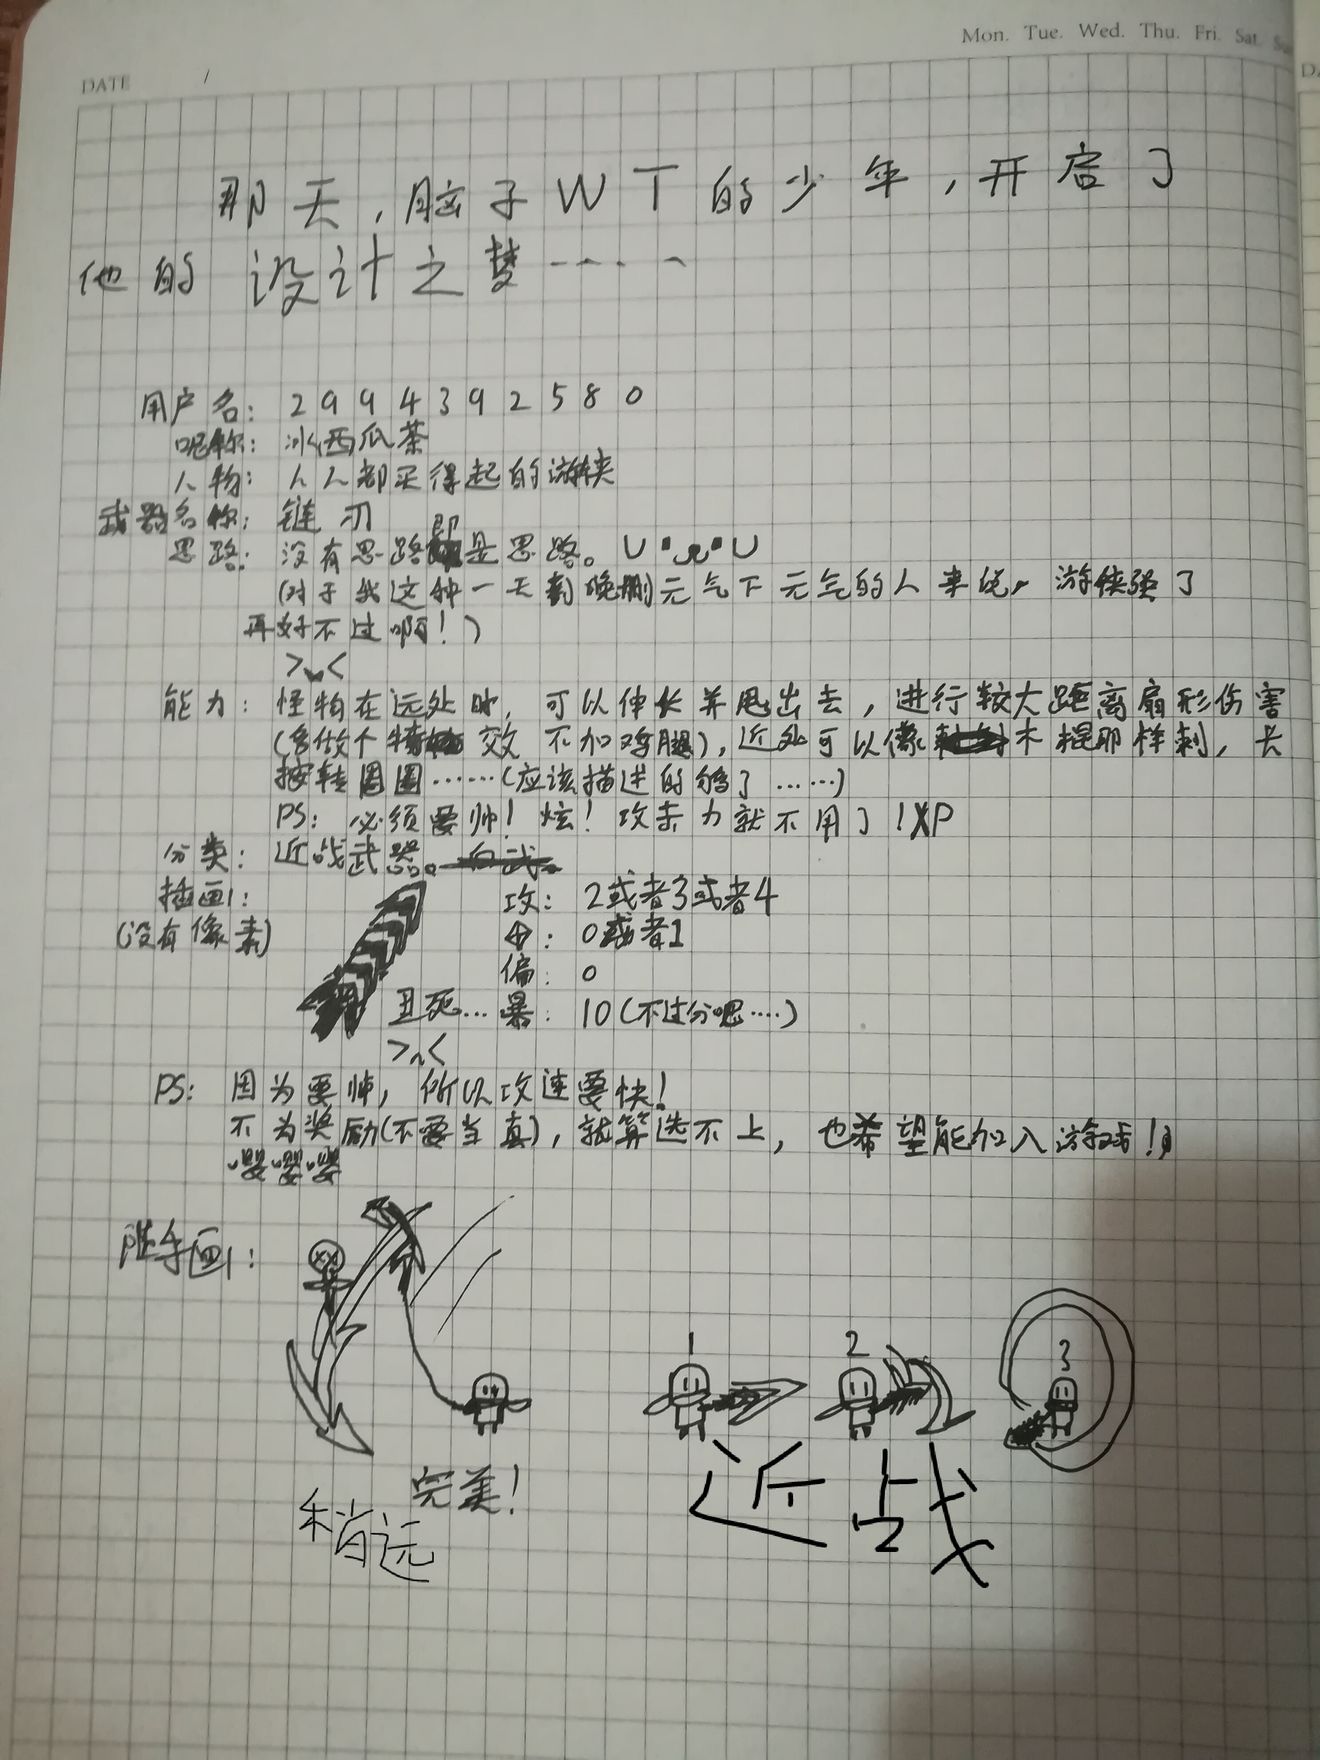 Mon. Tue. Wed. Thu. Fri. Sat.
DATE /
那天，脑子WT的少年，开启了
他的设计之梦……
用户名：2994392580
昵称：冰西瓜茶
人物：人人都买得起的游侠
武器名称：链刃
思路：没有思路即是思路。U·ᴥ·U
(对于我这种一天到晚删元气下元气的人来说，游侠强了
再好不过啊！)
>ᴗ<
能力：怪物在远处时，可以伸长并甩出去，进行较大距离扇形伤害
(多做个特效 不加鸡腿)，近处可以像木棍那样刺，长
按转圈圈……(应该描述的够了……)
PS：必须要帅！炫！攻击力就不用了！XP
分类：近战武器。
插画1：
(没有像素)
攻：2或者3或者4
0或者1
偏：0
丑死… 暴：10(不过分吧……)
>^<
PS：因为要帅，所以攻速要快！
不为奖励(不要当真)，就算选不上，也希望能加入游戏！
嘤嘤嘤
随手画1：
1 2 3
完美！
稍远
近战